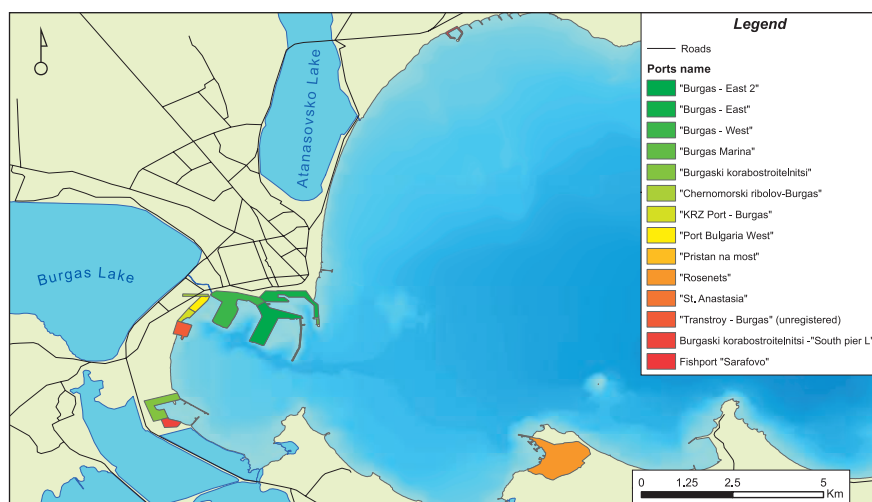 Legend
Roads
Ports name
"Burgas - East 2"
"Burgas - East"
"Burgas - West"
"Burgas Marina"
"Burgaski korabostroitelnitsi"
"Chernomorski ribolov-Burgas"
"KRZ Port - Burgas"
"Port Bulgaria West"
"Pristan na most"
"Rosenets"
"St. Anastasia"
"Transtroy - Burgas" (unregistered)
Burgaski korabostroitelnitsi -"South pier L"
Fishport "Sarafovo"
Atanasovsko Lake
Burgas Lake
0 1.25 2.5 5
Km